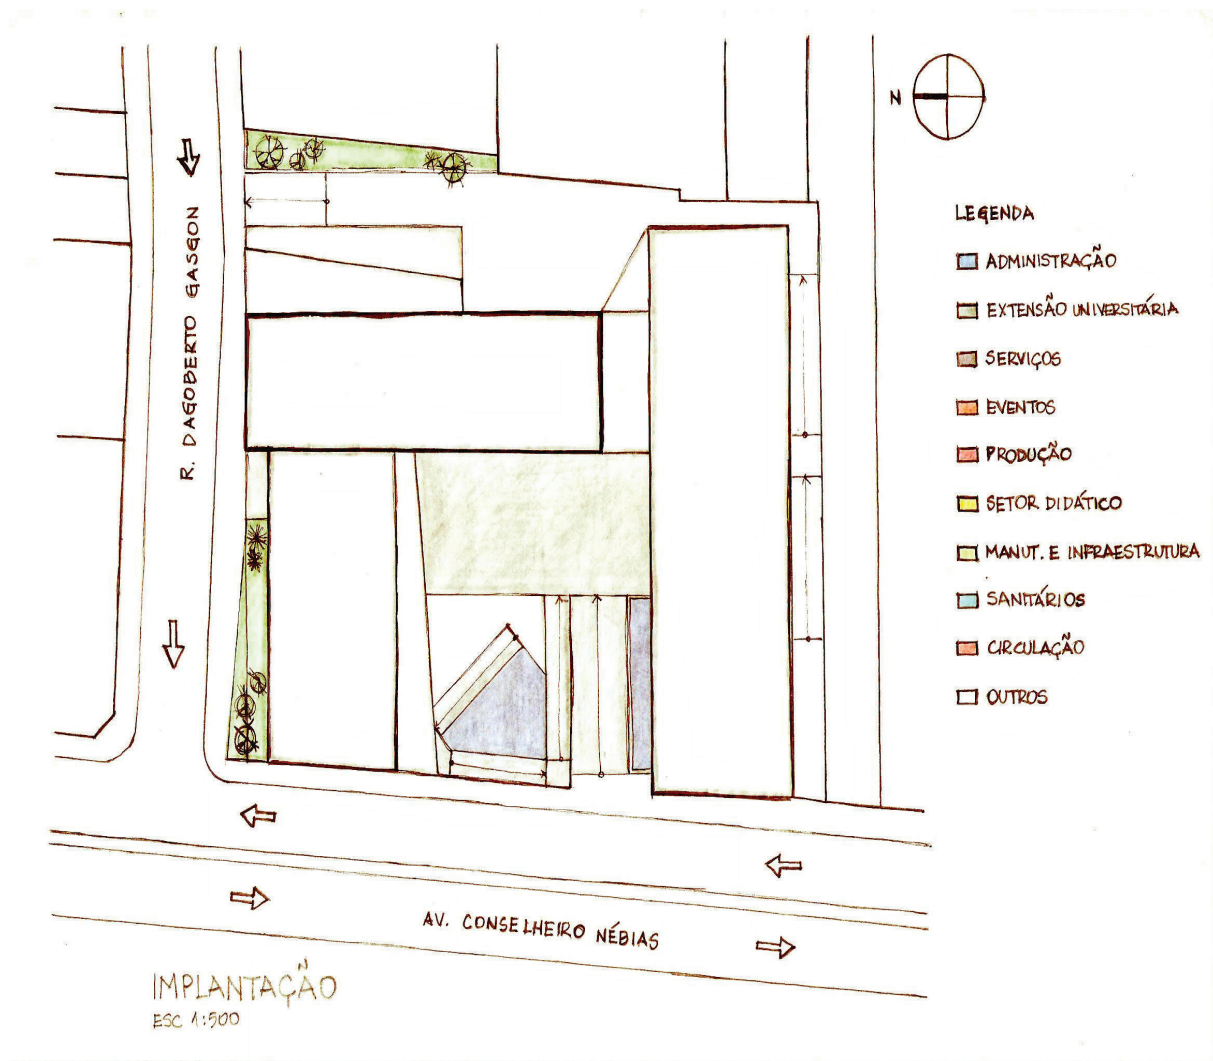 N
LEGENDA
ADMINISTRAÇÃO
EXTENSÃO UNIVERSITÁRIA
SERVIÇOS
EVENTOS
PRODUÇÃO
SETOR DIDÁTICO
MANUT. E INFRAESTRUTURA
SANITÁRIOS
CIRCULAÇÃO
OUTROS
R. DAGOBERTO GASGON
AV. CONSELHEIRO NÉBIAS
IMPLANTAÇÃO
ESC 1:500